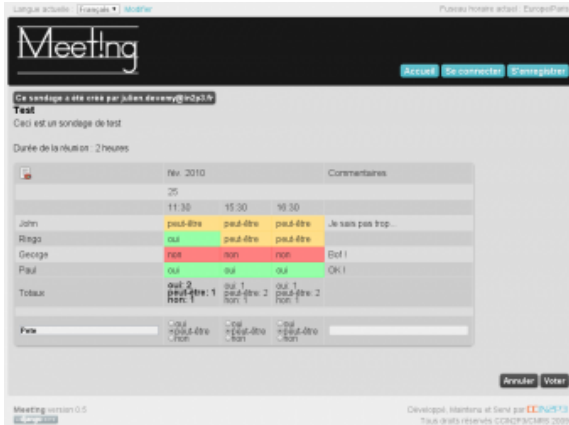 Langue actuelle : Français Modifier
Fuseau horaire actuel : Europe/Paris
Meet!ng
Accueil Se connecter S'enregistrer
Ce sondage a été créé par julien.devemy@in2p3.fr
Test
Ceci est un sondage de test
Durée de la réunion : 2 heures
fév. 2010 Commentaires
25
11:30 15:30 16:30
John peut-être peut-être peut-être Je sais pas trop...
Ringo oui peut-être peut-être
George non non non Bof !
Paul oui oui oui OK !
Totaux
oui: 2 oui: 1 oui: 1
peut-être: 1 peut-être: 2 peut-être: 2
non: 1 non: 1 non: 1
Pete
oui oui oui
peut-être peut-être peut-être
non non non
Annuler Voter
Meeting version 0.5
Développé, Maintenu et Servi par CCIN2P3
Tous droits réservés CCIN2P3/CNRS 2009